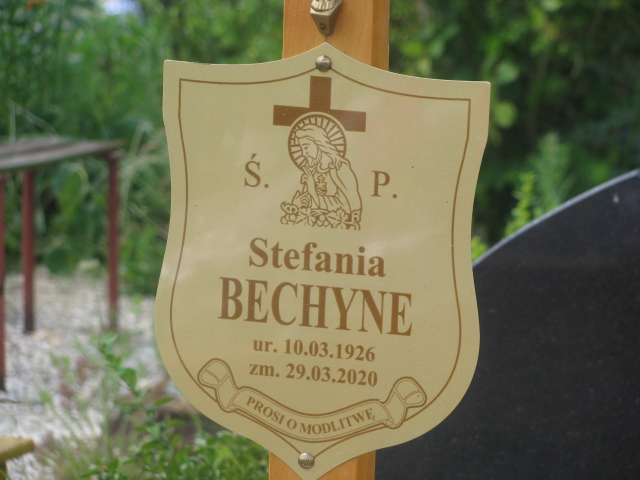 Ś. P.
Stefania
BECHYNE
ur. 10.03.1926
zm. 29.03.2020
PROSI O MODLITWĘ